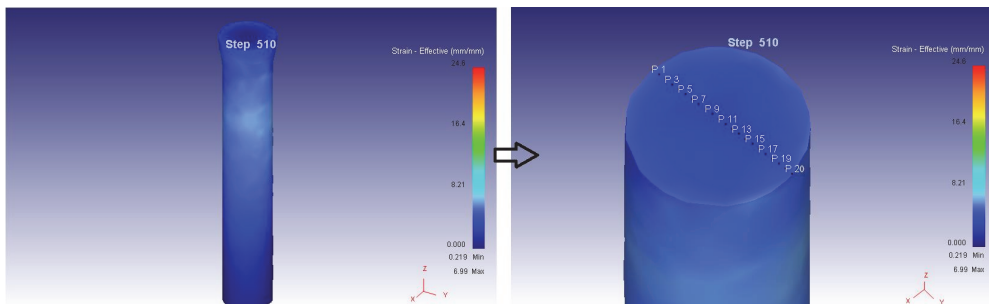 Step 510
Strain - Effective (mm/mm)
24.6
16.4
8.21
0.000
0.219 Min
6.99 Max
Z
X
Y
Step 510
Strain - Effective (mm/mm)
24.6
P 1
P 3
P 5
P 7
P 9
P 11
P 13
P 15
P 17
P 19
P 20
16.4
8.21
0.000
0.219 Min
6.99 Max
Z
X
Y